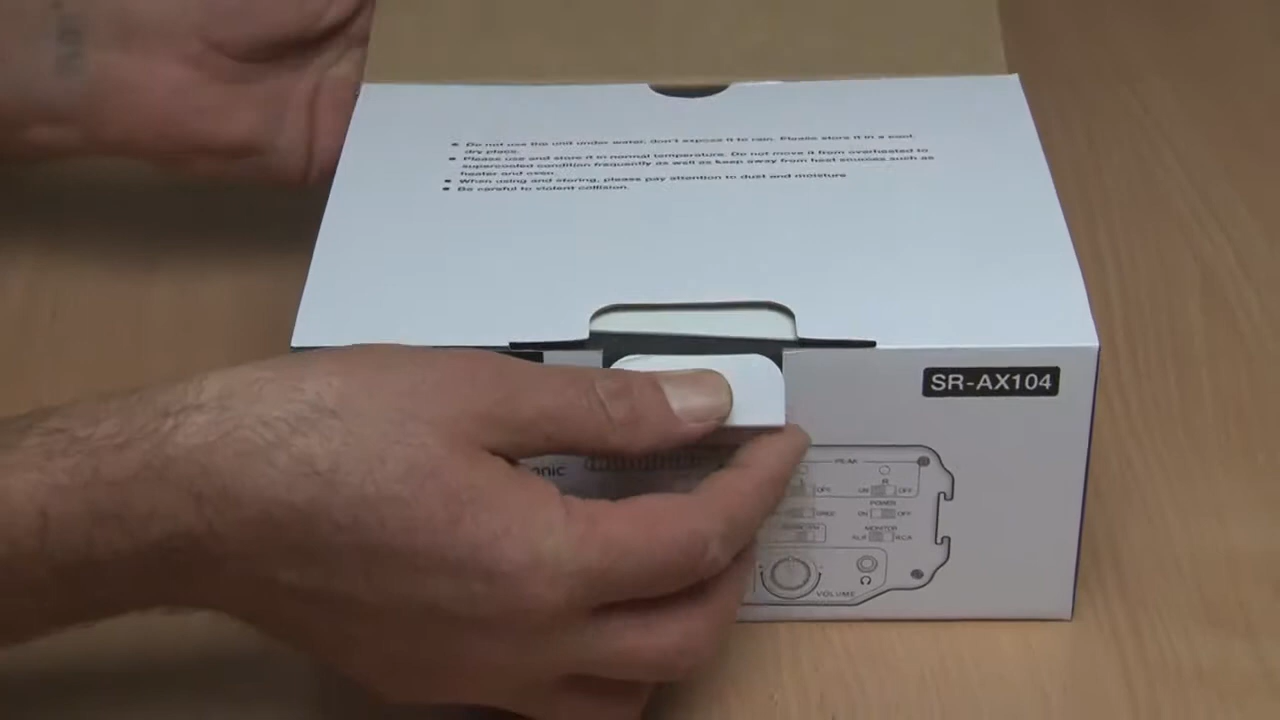 Do not use the unit under water, don't expose it to rain. Please store it in a cool,
dry place.
Please use and store it in normal temperature. Do not move it from overheated to
supercooled condition frequently as well as keep away from heat sources such as
heater and oven.
When using and storing, please pay attention to dust and moisture
Be careful to violent collision.
SR-AX104
PEAK
R
ON OFF
POWER
ON OFF
MONITOR
RCA
VOLUME